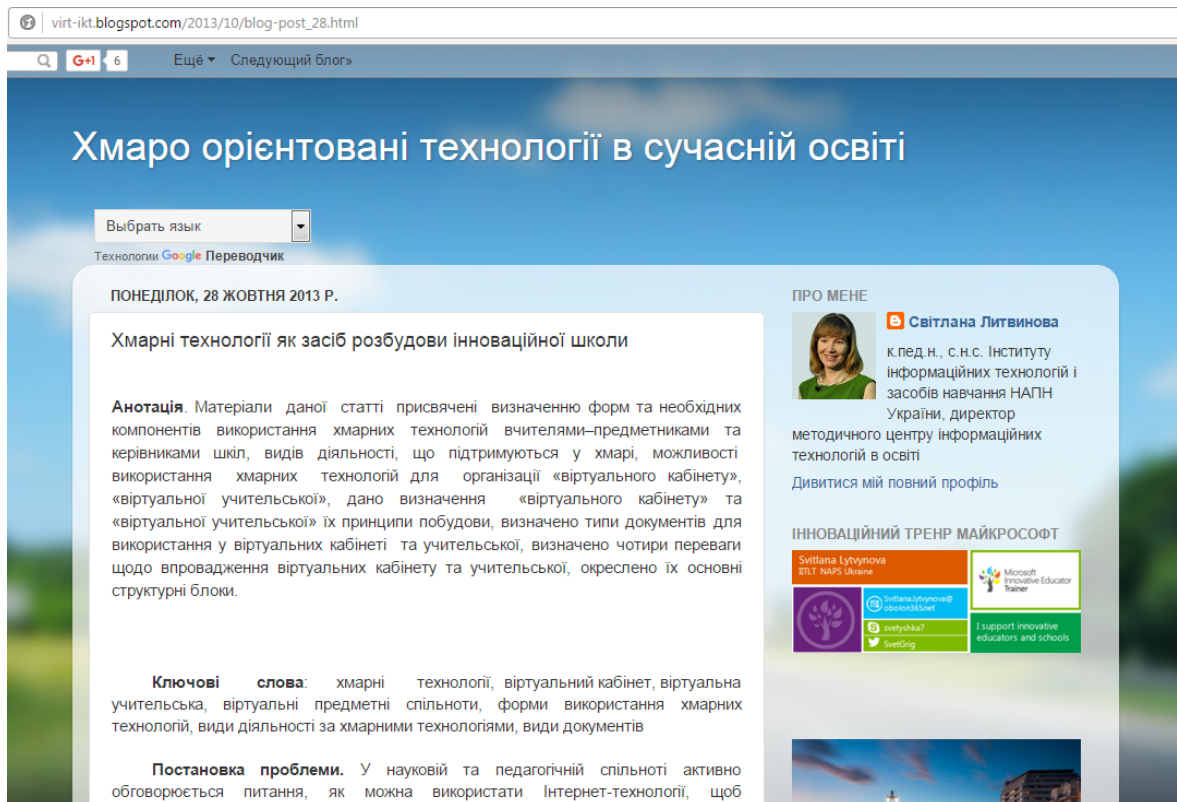 virt-ikt.blogspot.com/2013/10/blog-post_28.html
G+1 6 Ещё Следующий блог»
Хмаро орієнтовані технології в сучасній освіті
Выбрать язык
Технологии Google Переводчик
ПОНЕДІЛОК, 28 ЖОВТНЯ 2013 Р.
Хмарні технології як засіб розбудови інноваційної школи
Анотація. Матеріали даної статті присвячені визначенню форм та необхідних
компонентів використання хмарних технологій вчителями–предметниками та
керівниками шкіл, видів діяльності, що підтримуються у хмарі, можливості
використання хмарних технологій для організації «віртуального кабінету»,
«віртуальної учительської», дано визначення «віртуального кабінету» та
«віртуальної учительської» їх принципи побудови, визначено типи документів для
використання у віртуальних кабінеті та учительської, визначено чотири переваги
щодо впровадження віртуальних кабінету та учительської, окреслено їх основні
структурні блоки.
Ключові слова: хмарні технології, віртуальний кабінет, віртуальна
учительська, віртуальні предметні спільноти, форми використання хмарних
технологій, види діяльності за хмарними технологіями, види документів
Постановка проблеми. У науковій та педагогічній спільноті активно
обговорюється питання, як можна використати Інтернет-технології, щоб
ПРО МЕНЕ
Світлана Литвинова
к.пед.н., с.н.с. Інституту
інформаційних технологій і
засобів навчання НАПН
України, директор
методичного центру інформаційних
технологій в освіті
Дивитися мій повний профіль
ІННОВАЦІЙНИЙ ТРЕНР МАЙКРОСОФТ
Svitlana Lytvynova
IITLT NAPS Ukraine
Svitlana.lytvynova@
obolon365.net
svetyshka7
SvetGrig
Microsoft
Innovative Educator
Trainer
I support innovative
educators and schools